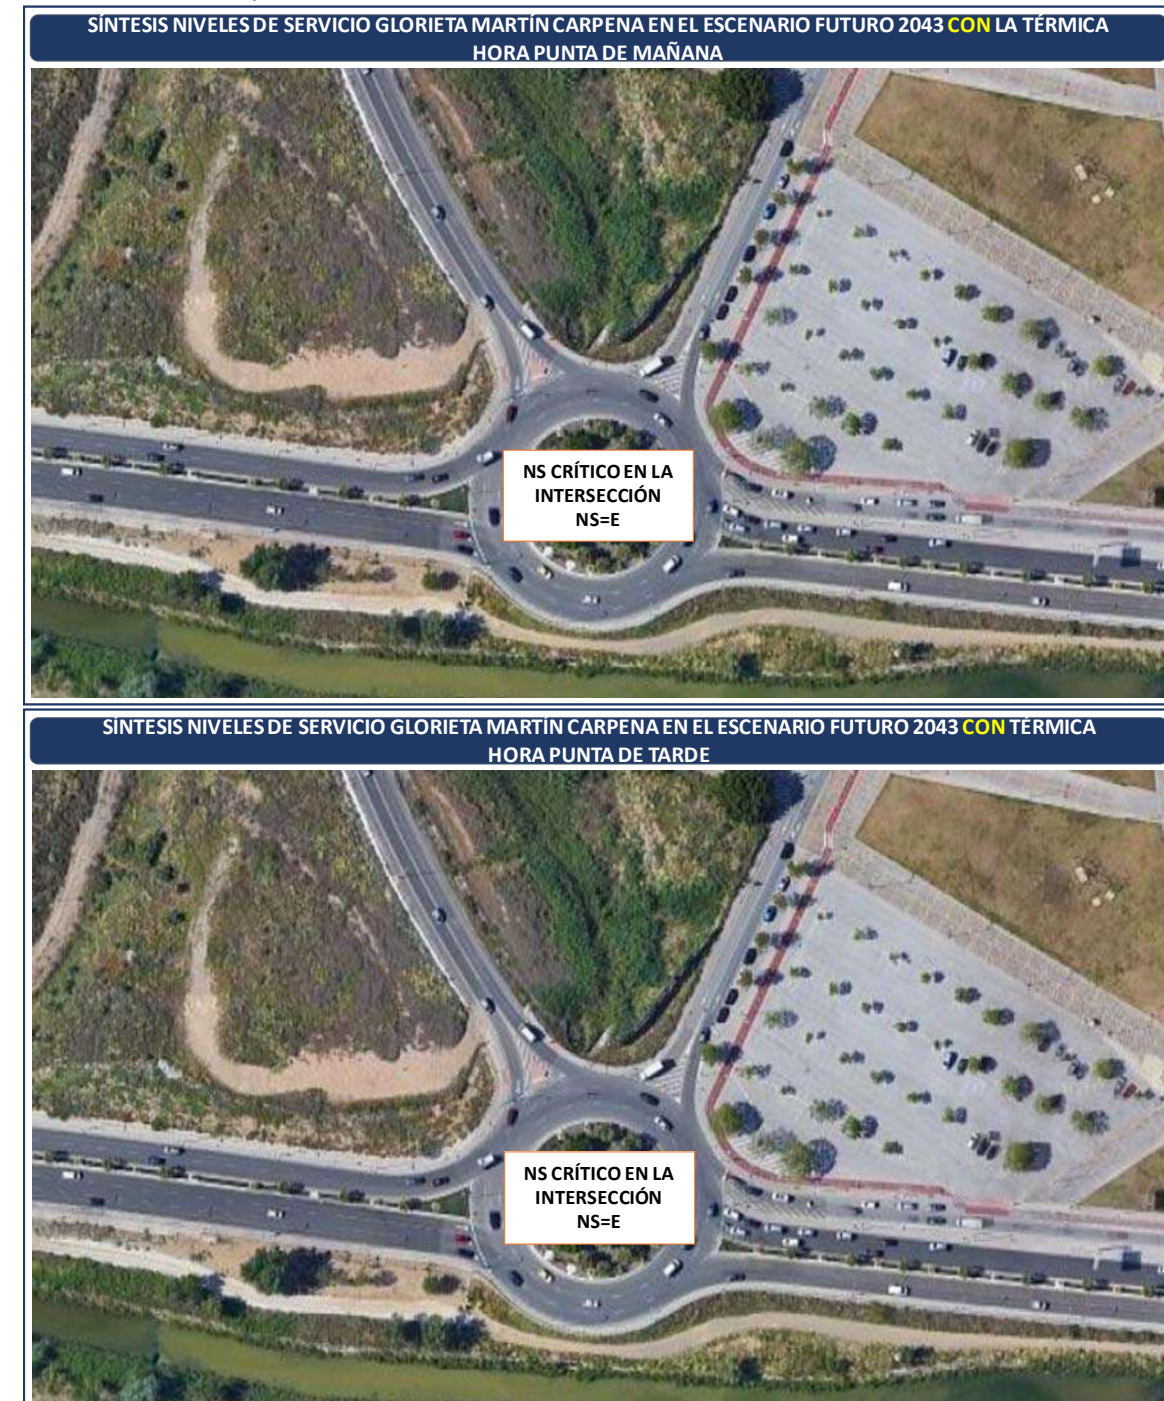 SÍNTESIS NIVELES DE SERVICIO GLORIETA MARTÍN CARPENA EN EL ESCENARIO FUTURO 2043 CON LA TÉRMICA
HORA PUNTA DE MAÑANA
NS CRÍTICO EN LA
INTERSECCIÓN
NS=E
SÍNTESIS NIVELES DE SERVICIO GLORIETA MARTÍN CARPENA EN EL ESCENARIO FUTURO 2043 CON TÉRMICA
HORA PUNTA DE TARDE
NS CRÍTICO EN LA
INTERSECCIÓN
NS=E